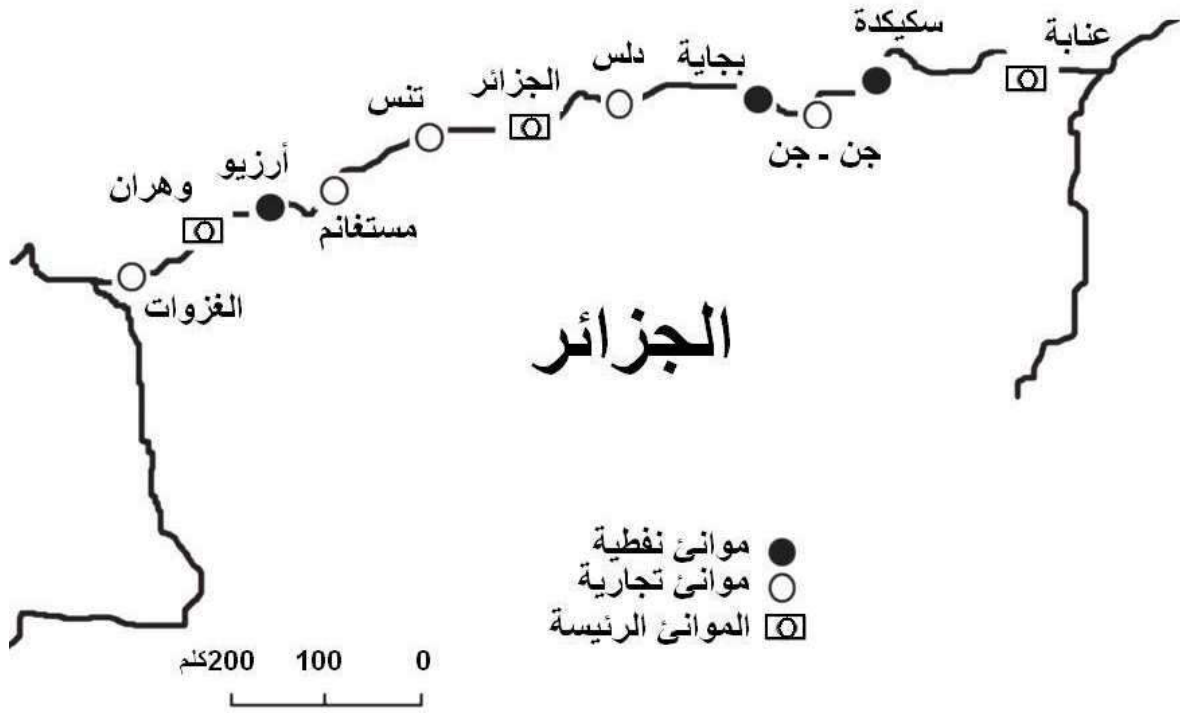 سكيكدة
عنابة
بجاية
دلس
الجزائر
تنس
جن - جن
أرزيو
وهران
مستغانم
الغزوات
الجزائر
موانئ نفطية
موانئ تجارية
الموانئ الرئيسة
0 100 200كلم